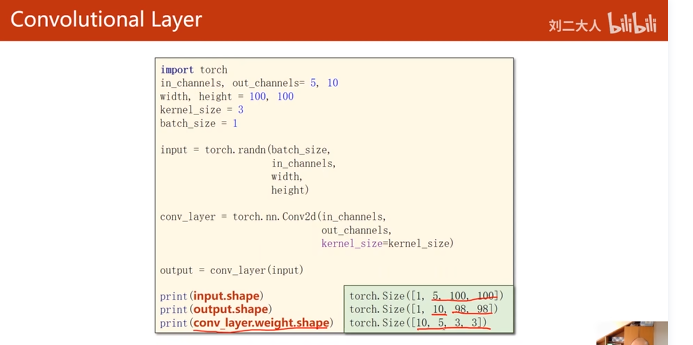 Convolutional Layer
刘二大人 bilibili
import torch
in_channels, out_channels= 5, 10
width, height = 100, 100
kernel_size = 3
batch_size = 1
input = torch.randn(batch_size,
in_channels,
width,
height)
conv_layer = torch.nn.Conv2d(in_channels,
out_channels,
kernel_size=kernel_size)
output = conv_layer(input)
print(input.shape)
print(output.shape)
print(conv_layer.weight.shape)
torch.Size([1, 5, 100, 100])
torch.Size([1, 10, 98, 98])
torch.Size([10, 5, 3, 3])